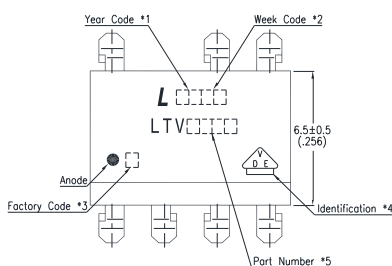 Year Code *1
Week Code *2
L
LTV
6.5±0.5
(.256)
V
D E
Anode
Factory Code *3
Identification *4
Part Number *5